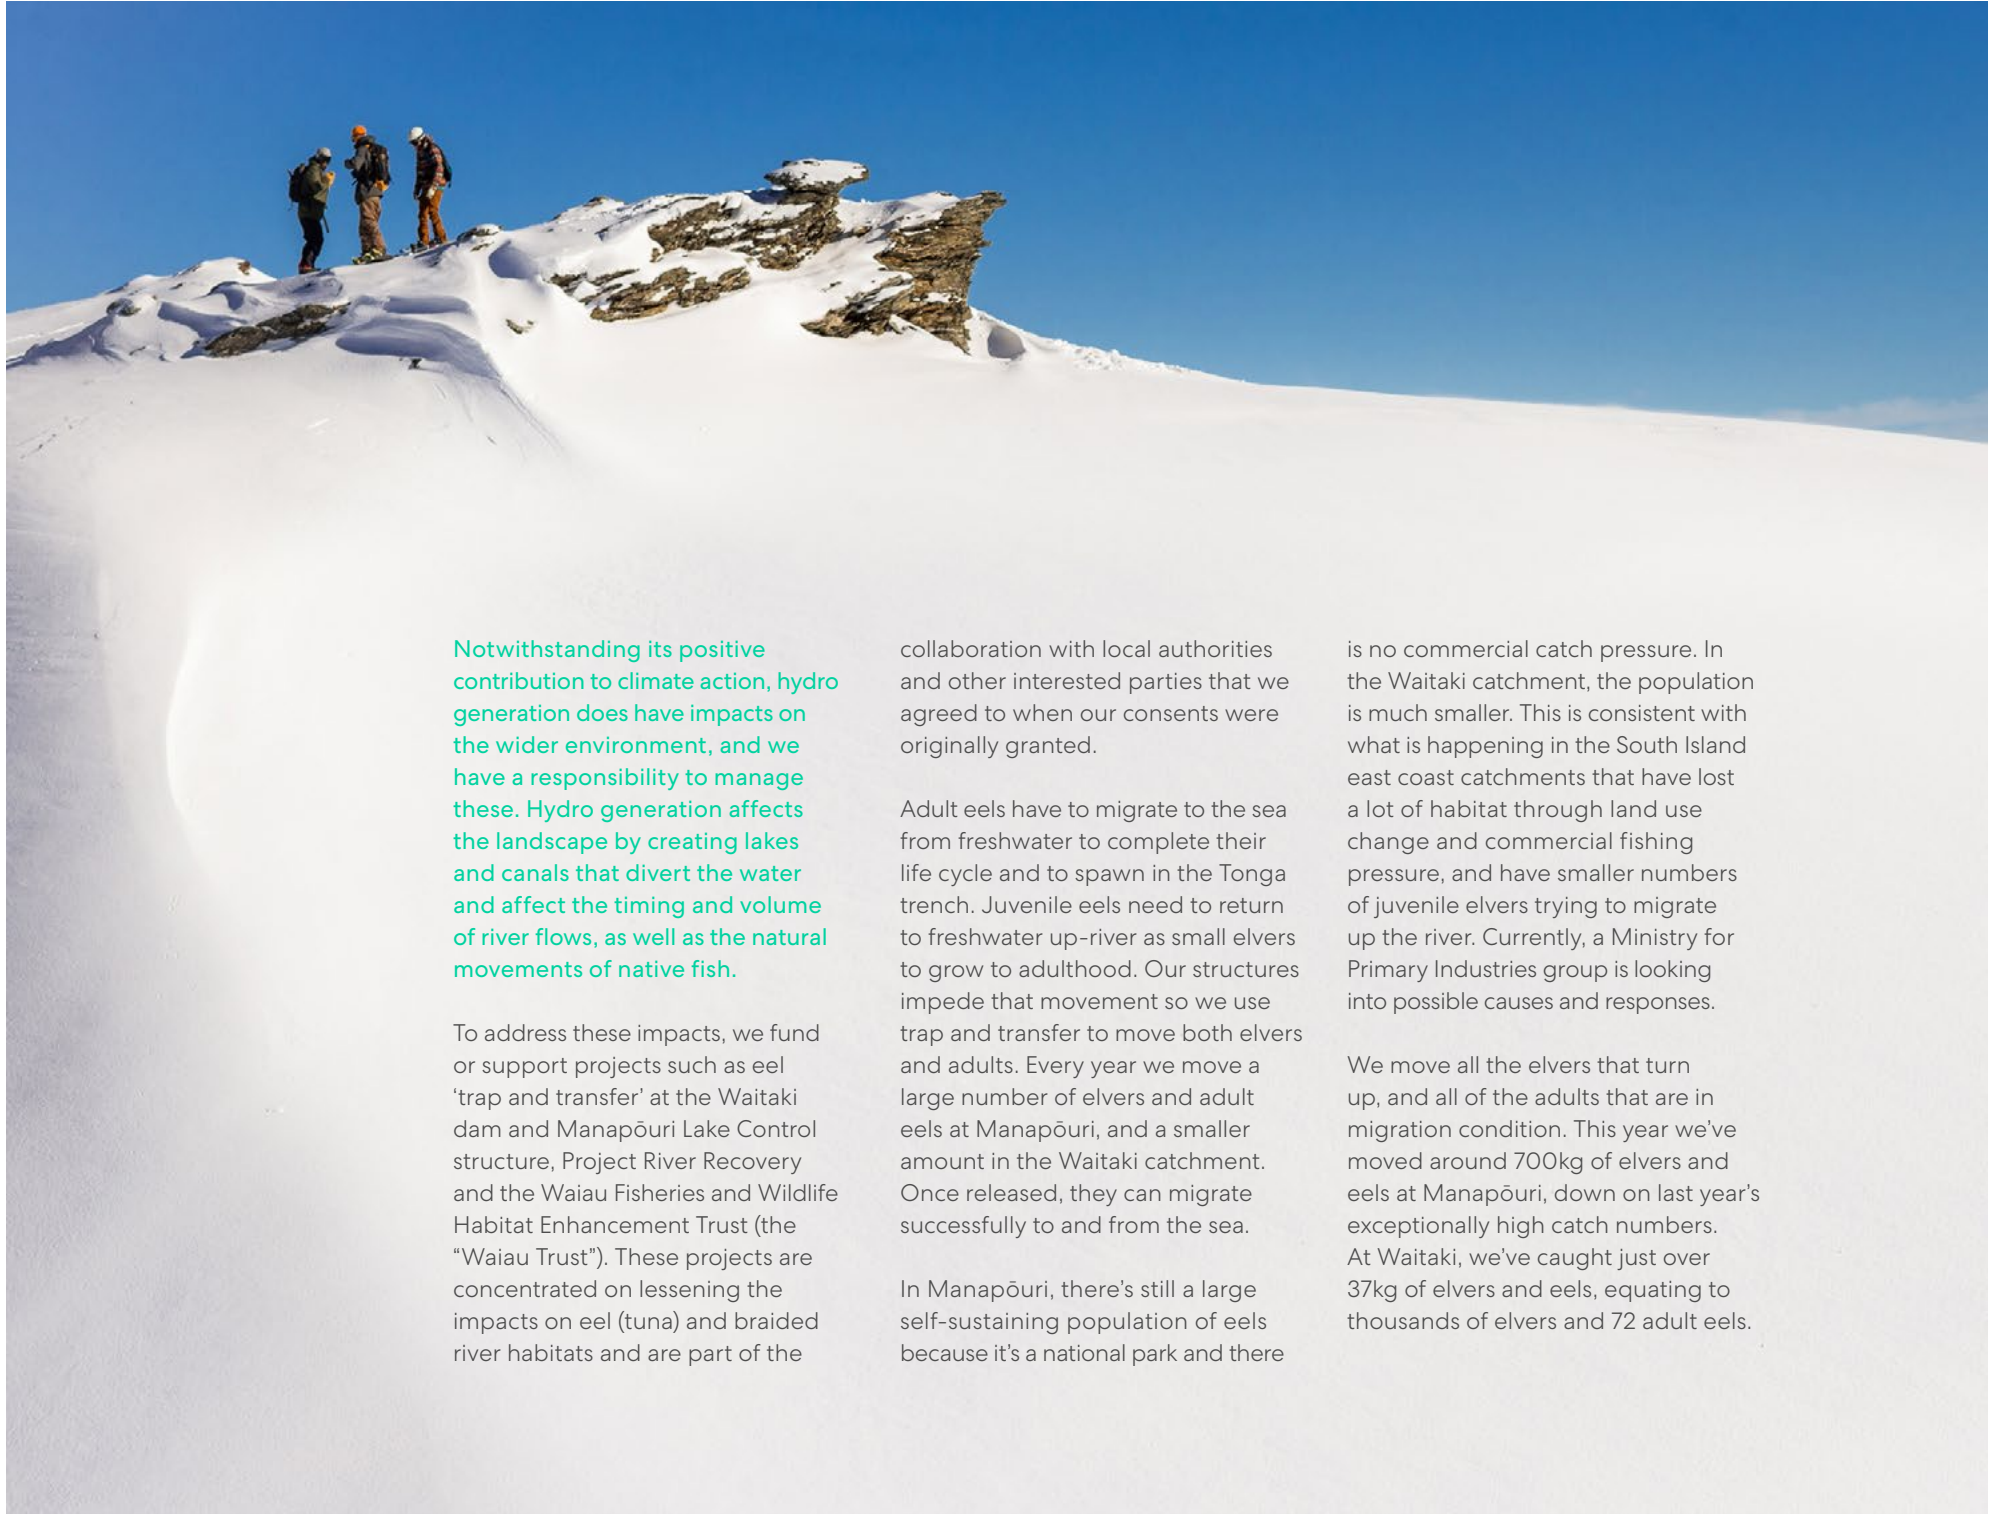 Notwithstanding its positive
contribution to climate action, hydro
generation does have impacts on
the wider environment, and we
have a responsibility to manage
these. Hydro generation affects
the landscape by creating lakes
and canals that divert the water
and affect the timing and volume
of river flows, as well as the natural
movements of native fish.
To address these impacts, we fund
or support projects such as eel
‘trap and transfer’ at the Waitaki
dam and Manapōuri Lake Control
structure, Project River Recovery
and the Waiau Fisheries and Wildlife
Habitat Enhancement Trust (the
“Waiau Trust”). These projects are
concentrated on lessening the
impacts on eel (tuna) and braided
river habitats and are part of the
collaboration with local authorities
and other interested parties that we
agreed to when our consents were
originally granted.
Adult eels have to migrate to the sea
from freshwater to complete their
life cycle and to spawn in the Tonga
trench. Juvenile eels need to return
to freshwater up-river as small elvers
to grow to adulthood. Our structures
impede that movement so we use
trap and transfer to move both elvers
and adults. Every year we move a
large number of elvers and adult
eels at Manapōuri, and a smaller
amount in the Waitaki catchment.
Once released, they can migrate
successfully to and from the sea.
In Manapōuri, there’s still a large
self-sustaining population of eels
because it’s a national park and there
is no commercial catch pressure. In
the Waitaki catchment, the population
is much smaller. This is consistent with
what is happening in the South Island
east coast catchments that have lost
a lot of habitat through land use
change and commercial fishing
pressure, and have smaller numbers
of juvenile elvers trying to migrate
up the river. Currently, a Ministry for
Primary Industries group is looking
into possible causes and responses.
We move all the elvers that turn
up, and all of the adults that are in
migration condition. This year we’ve
moved around 700kg of elvers and
eels at Manapōuri, down on last year’s
exceptionally high catch numbers.
At Waitaki, we’ve caught just over
37kg of elvers and eels, equating to
thousands of elvers and 72 adult eels.